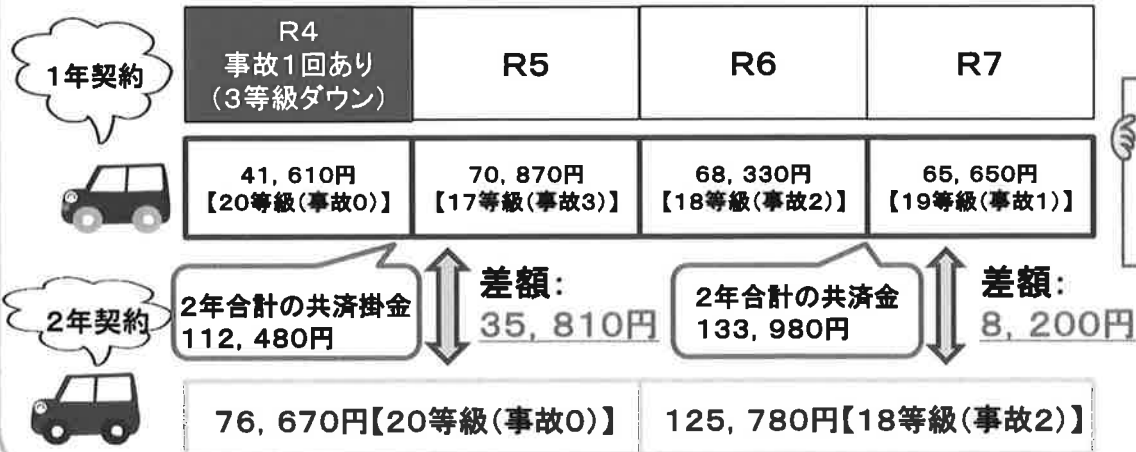 1年契約
R4
事故1回あり
(3等級ダウン)
R5
R6
R7
41,610円
【20等級(事故0)】
70,870円
【17等級(事故3)】
68,330円
【18等級(事故2)】
65,650円
【19等級(事故1)】
2年合計の共済掛金
112,480円
差額:
35,810円
2年合計の共済金
133,980円
差額:
8,200円
2年契約
76,670円【20等級(事故0)】
125,780円【18等級(事故2)】